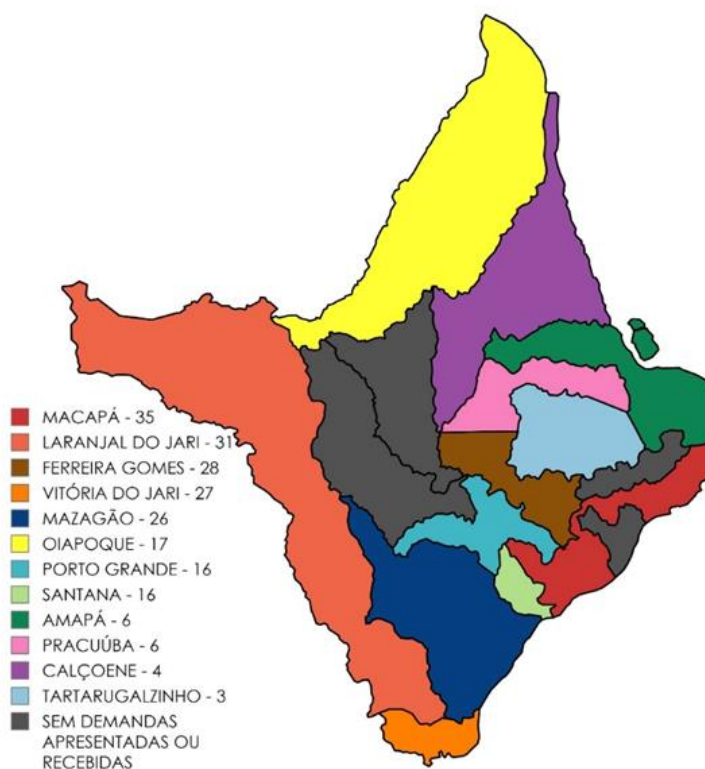 MACAPÁ - 35
LARANJAL DO JARI - 31
FERREIRA GOMES - 28
VITÓRIA DO JARI - 27
MAZAGÃO - 26
OIAPOQUE - 17
PORTO GRANDE - 16
SANTANA - 16
AMAPÁ - 6
PRACUÚBA - 6
CALÇOENE - 4
TARTARUGALZINHO - 3
SEM DEMANDAS
APRESENTADAS OU
RECEBIDAS